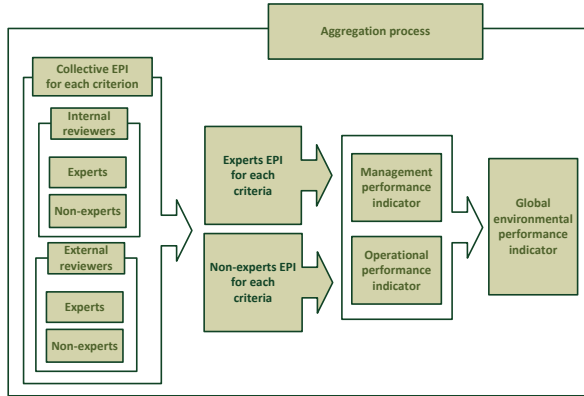 Aggregation process
Collective EPI
for each criterion
Internal
reviewers
Experts
Non-experts
External
reviewers
Experts
Non-experts
Experts EPI
for each
criteria
Non-experts EPI
for each
criteria
Management
performance
indicator
Operational
performance
indicator
Global
environmental
performance
indicator